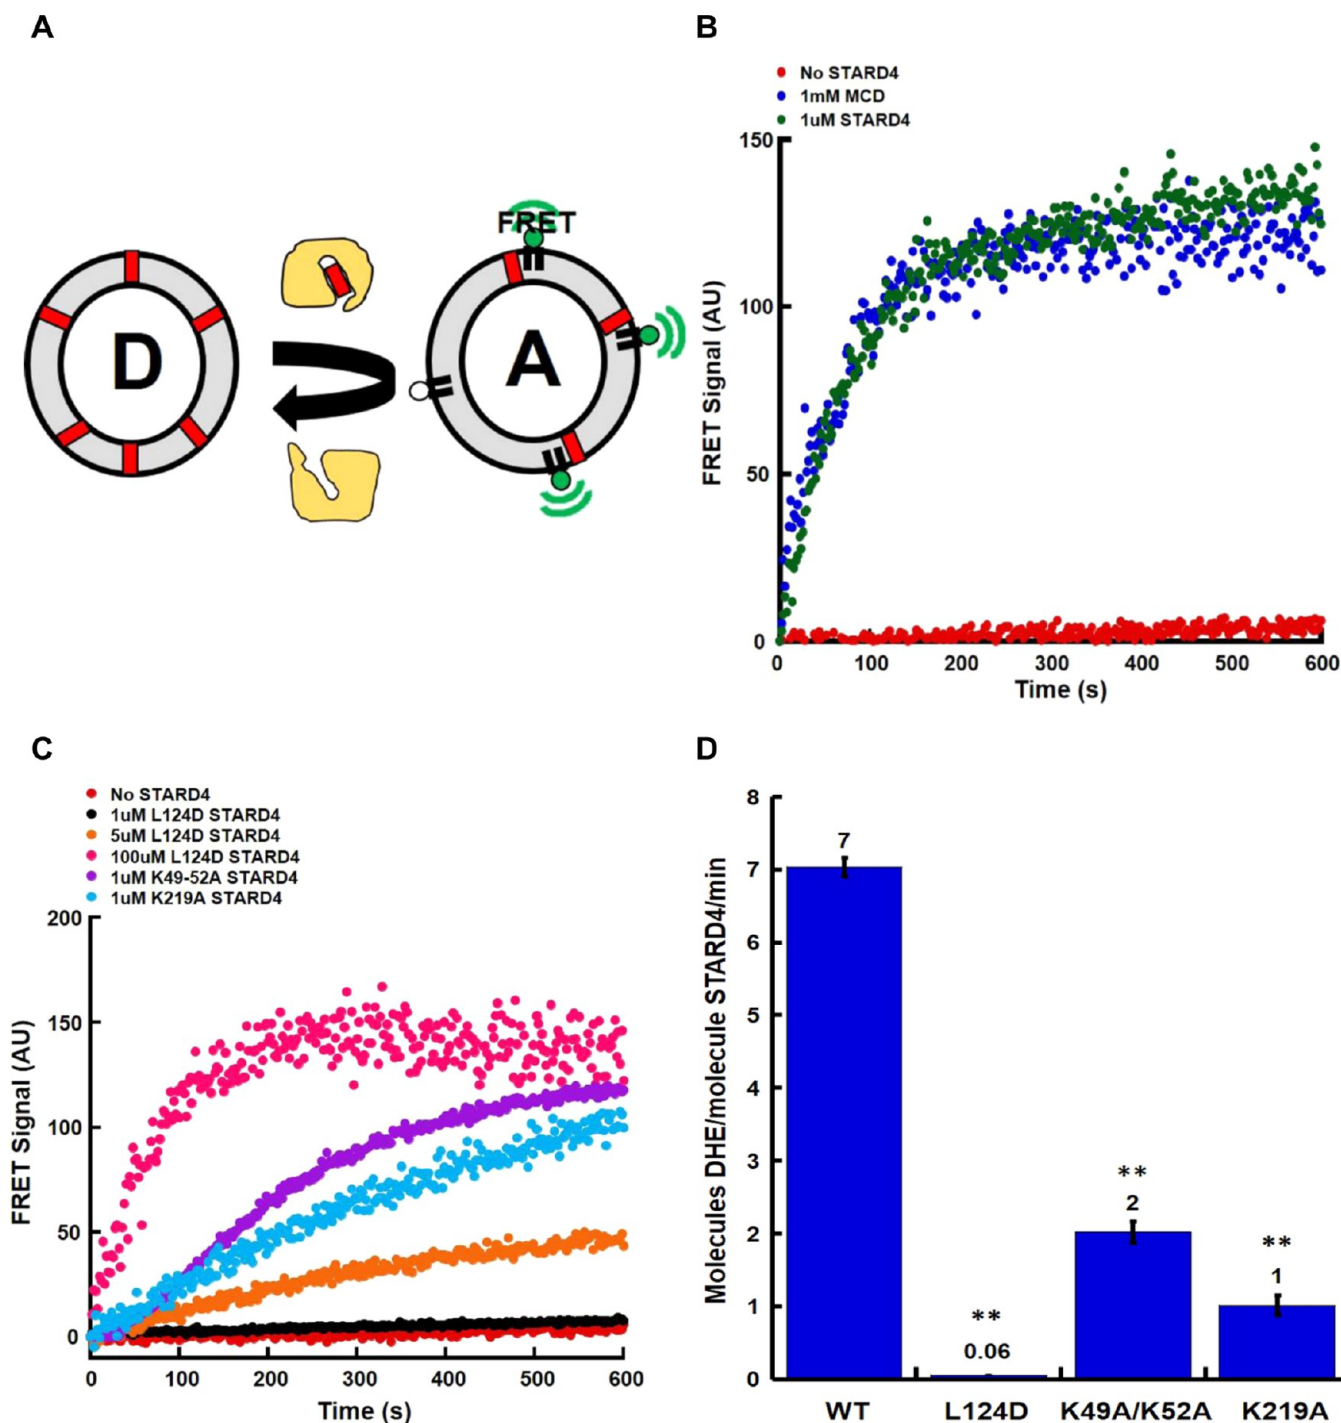 A
D
FRET
A
B
No STARD4
1mM MCD
1uM STARD4
150
100
50
0
FRET Signal (AU)
0 100 200 300 400 500 600
Time (s)
C
No STARD4
1uM L124D STARD4
5uM L124D STARD4
100uM L124D STARD4
1uM K49-52A STARD4
1uM K219A STARD4
200
150
100
50
0
FRET Signal (AU)
0 100 200 300 400 500 600
Time (s)
D
8
7
6
5
4
3
2
1
0
Molecules DHE/molecule STARD4/min
7
**
0.06
**
2
**
1
WT L124D K49A/K52A K219A